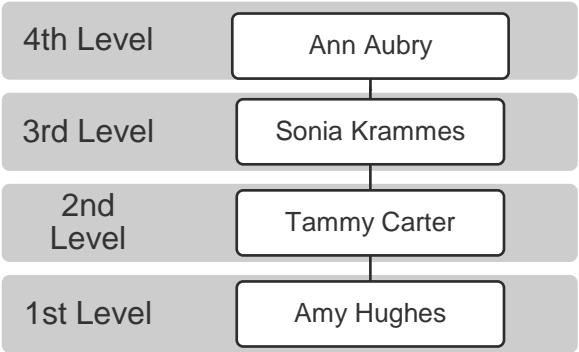 4th Level
Ann Aubry
3rd Level
Sonia Krammes
2nd
Level
Tammy Carter
1st Level
Amy Hughes